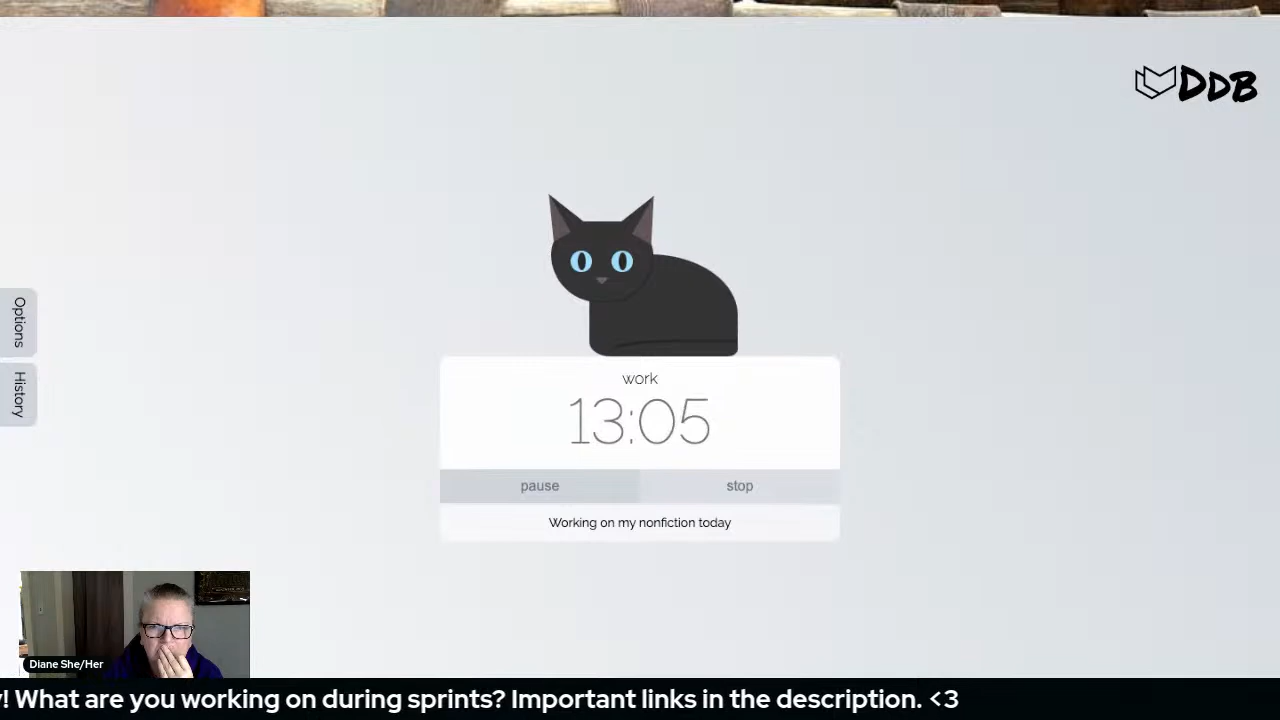 DDB
Options
History
work
13:05
pause
stop
Working on my nonfiction today
Diane She/Her
! What are you working on during sprints? Important links in the description. <3